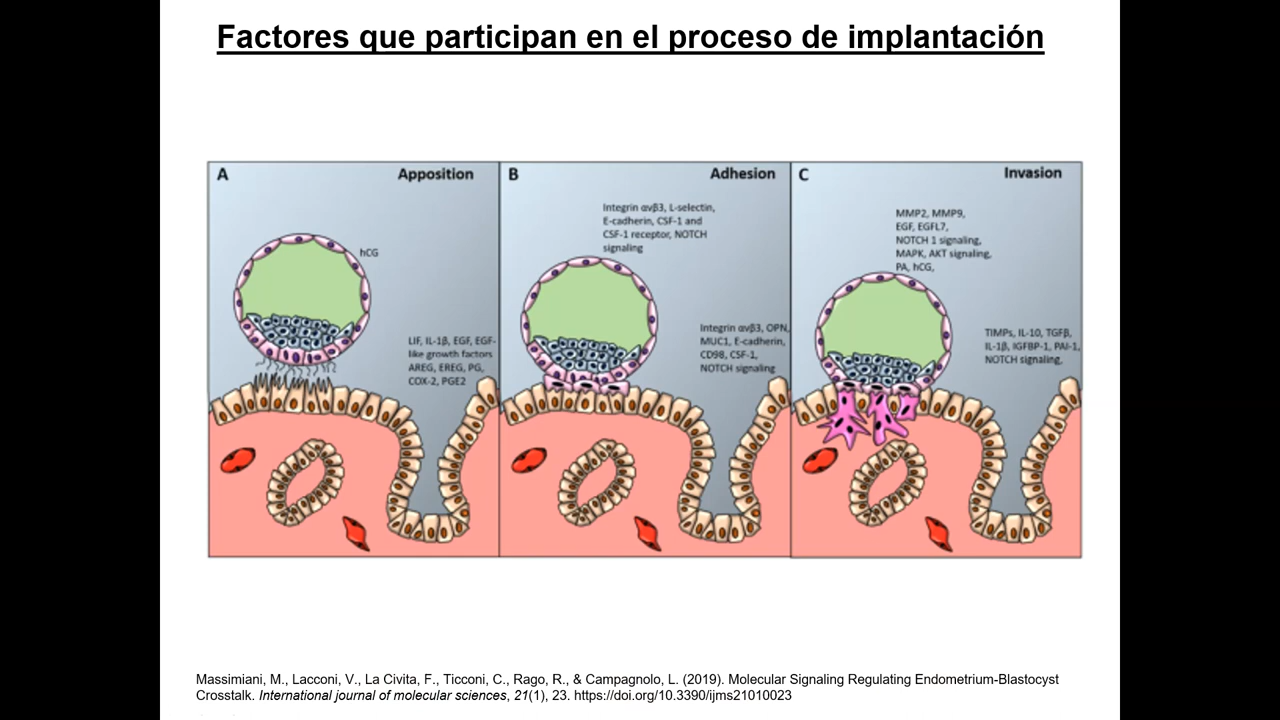 Factores que participan en el proceso de implantación
A
Apposition
hCG
LIF, IL-1β, EGF, EGF-
like growth factors
AREG, EREG, PG,
COX-2, PGE2
B
Adhesion
Integrin αvβ3, L-selectin,
E-cadherin, CSF-1 and
CSF-1 receptor, NOTCH
signaling
Integrin αvβ3, OPN,
MUC1, E-cadherin,
CD98, CSF-1,
NOTCH signaling
C
Invasion
MMP2, MMP9,
EGF, EGFL7,
NOTCH 1 signaling,
MAPK, AKT signaling,
PA, hCG,
TIMPs, IL-10, TGFβ,
IL-1β, IGFBP-1, PAI-1,
NOTCH signaling,
Massimiani, M., Lacconi, V., La Civita, F., Ticconi, C., Rago, R., & Campagnolo, L. (2019). Molecular Signaling Regulating Endometrium-Blastocyst
Crosstalk. International journal of molecular sciences, 21(1), 23. https://doi.org/10.3390/ijms21010023